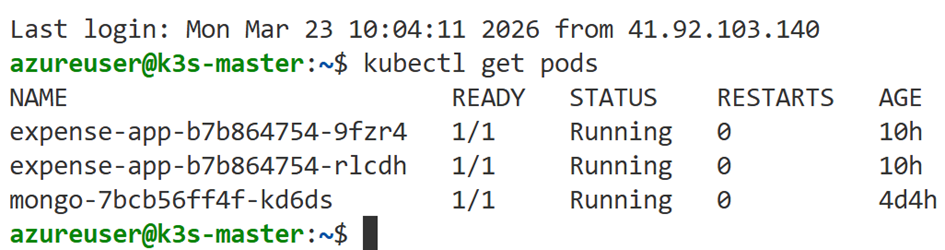 Last login: Mon Mar 23 10:04:11 2026 from 41.92.103.140
azureuser@k3s-master:~$ kubectl get pods
NAME READY STATUS RESTARTS AGE
expense-app-b7b864754-9fzr4 1/1 Running 0 10h
expense-app-b7b864754-rlcdh 1/1 Running 0 10h
mongo-7bcb56ff4f-kd6ds 1/1 Running 0 4d4h
azureuser@k3s-master:~$